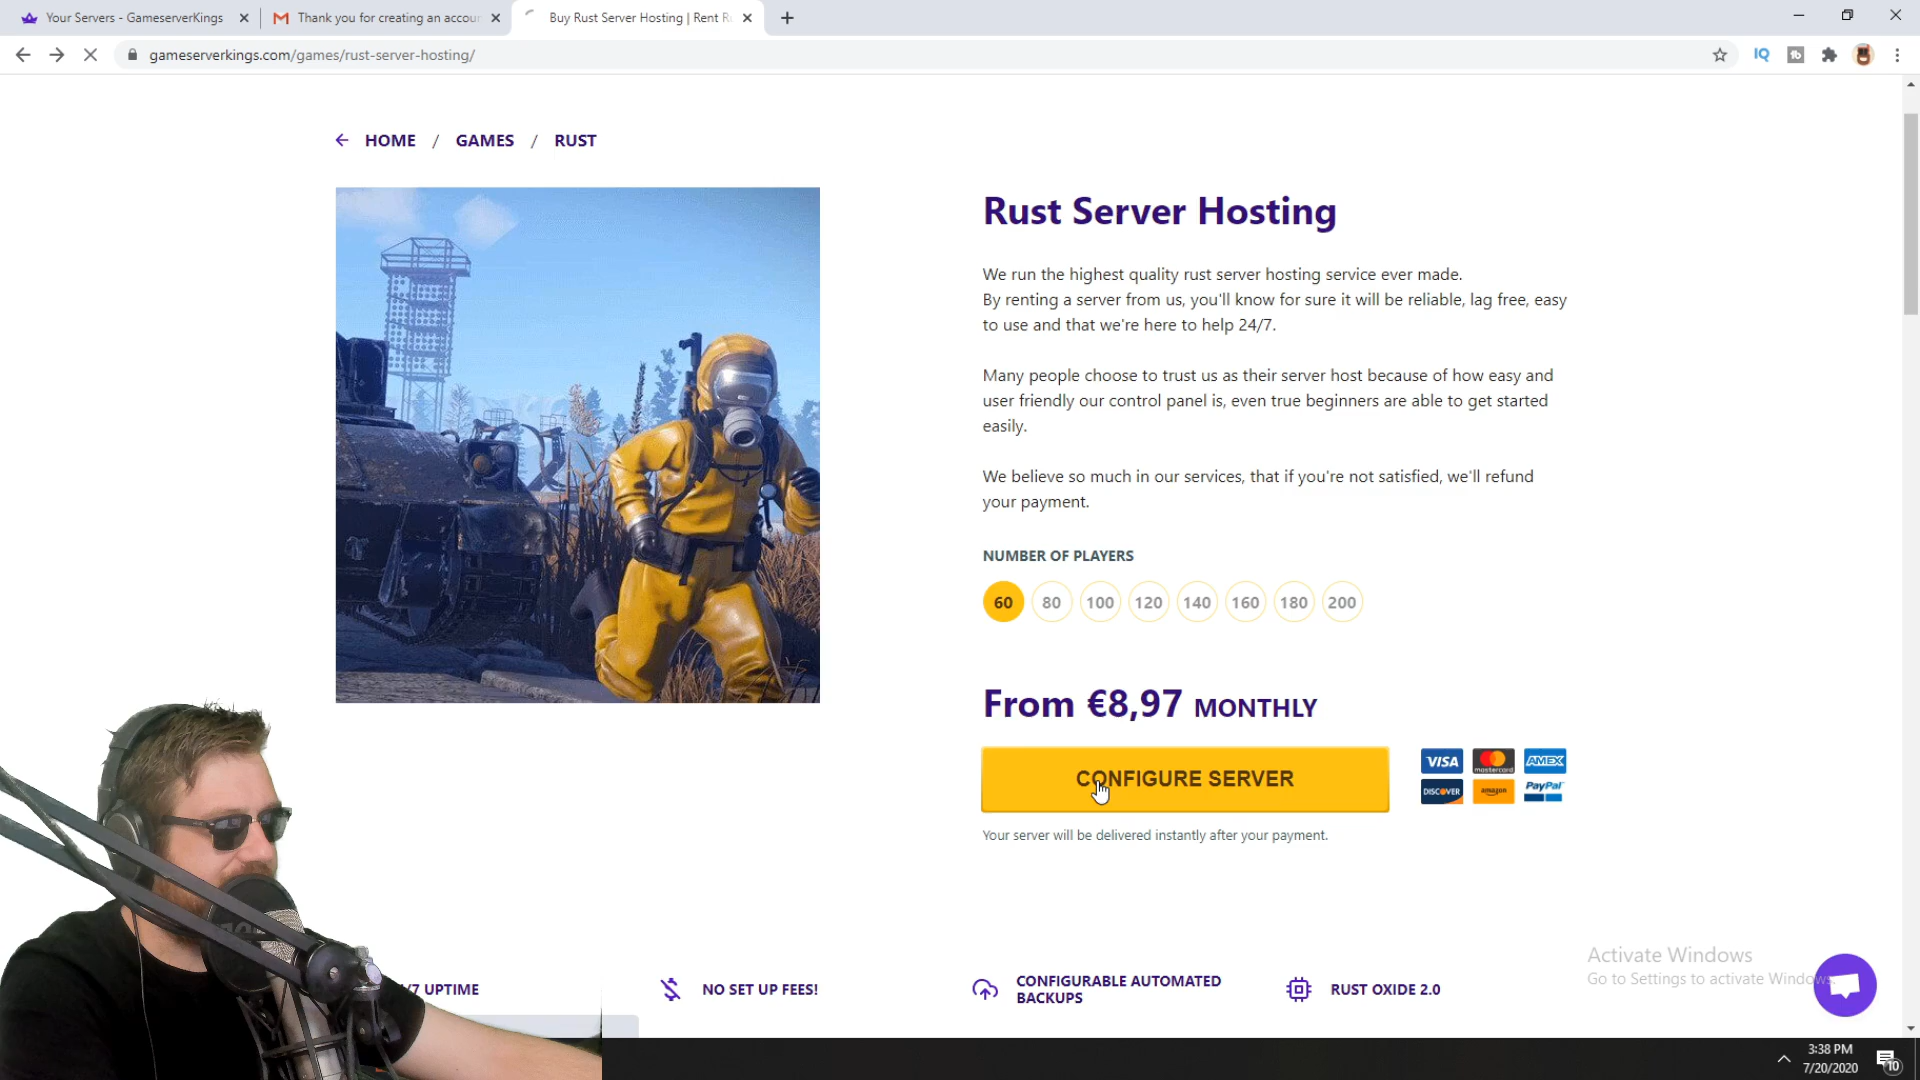 Your Servers - GameserverKings
Thank you for creating an accou
Buy Rust Server Hosting | Rent R
gameserverkings.com/games/rust-server-hosting/
IQ
HOME / GAMES / RUST
Rust Server Hosting
We run the highest quality rust server hosting service ever made.
By renting a server from us, you'll know for sure it will be reliable, lag free, easy
to use and that we're here to help 24/7.
Many people choose to trust us as their server host because of how easy and
user friendly our control panel is, even true beginners are able to get started
easily.
We believe so much in our services, that if you're not satisfied, we'll refund
your payment.
NUMBER OF PLAYERS
60 80 100 120 140 160 180 200
From €8,97 MONTHLY
CONFIGURE SERVER
VISA mastercard AMEX
DISCOVER amazon PayPal
Your server will be delivered instantly after your payment.
/7 UPTIME
NO SET UP FEES!
CONFIGURABLE AUTOMATED
BACKUPS
RUST OXIDE 2.0
Activate Windows
Go to Settings to activate Windows.
3:38 PM
7/20/2020
10